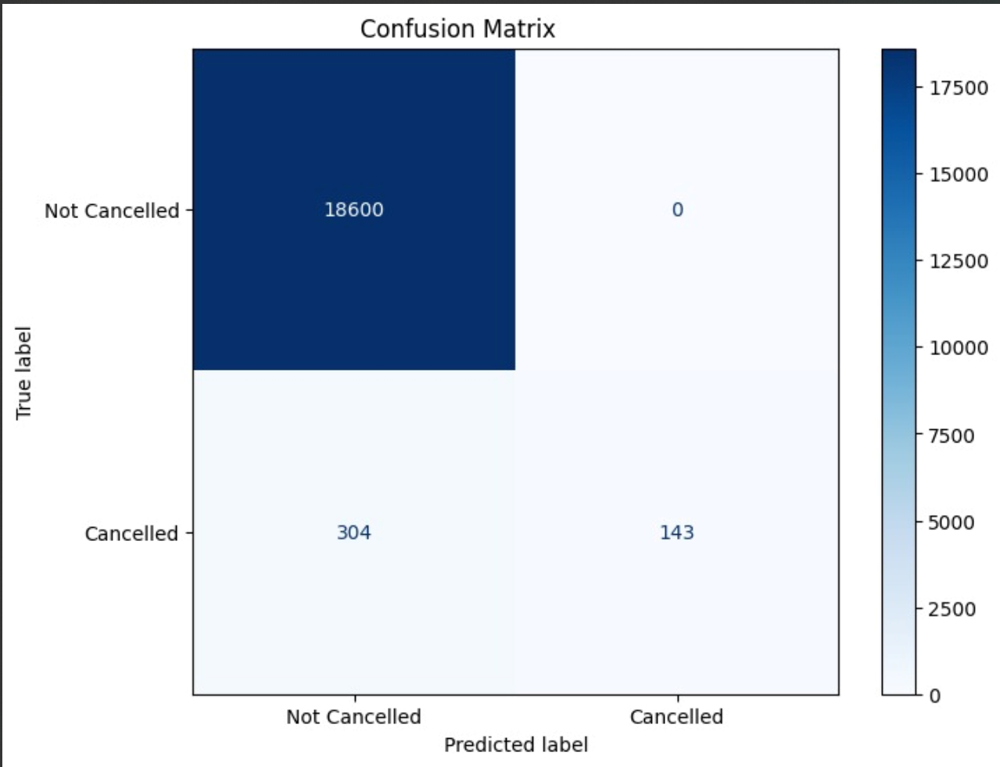 Confusion Matrix
True label
Not Cancelled
Cancelled
18600
0
304
143
Not Cancelled
Cancelled
Predicted label
17500
15000
12500
10000
7500
5000
2500
0